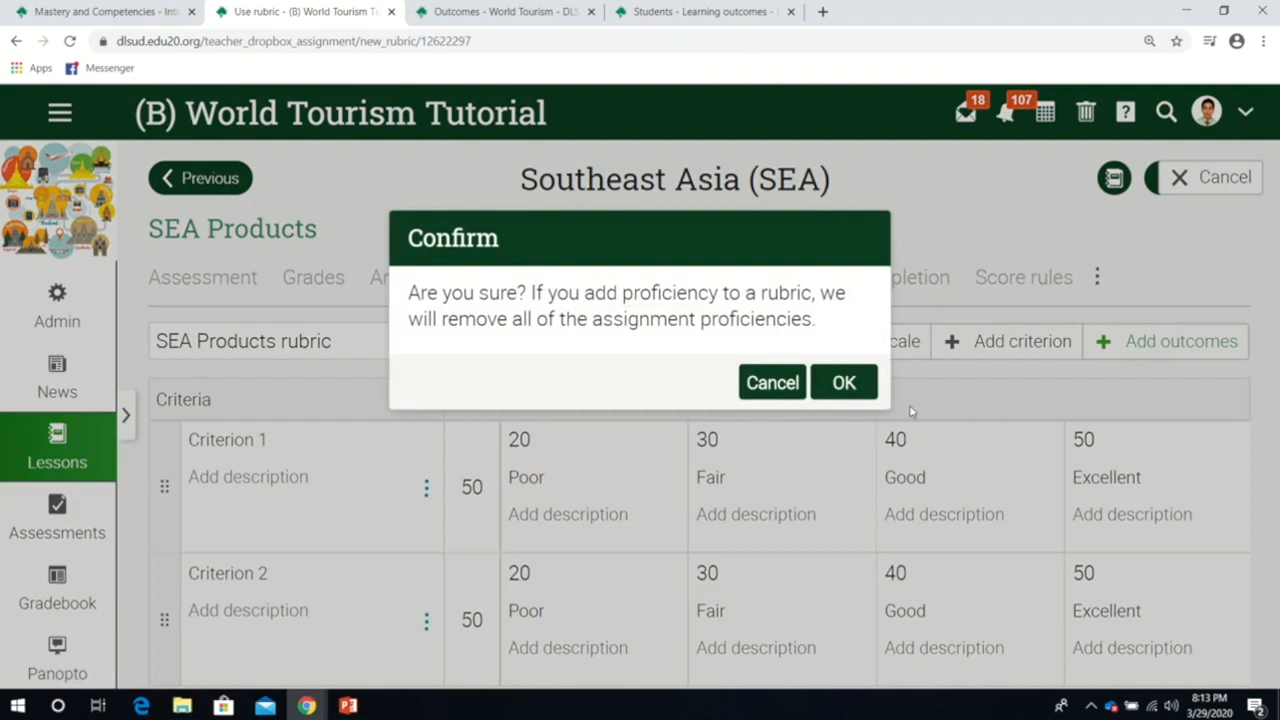 Mastery and Competencies - Intr
Use rubric - (B) World Tourism Tu
Outcomes - World Tourism - DLS
Students - Learning outcomes -
dlsud.edu20.org/teacher_dropbox_assignment/new_rubric/12622297
Apps
Messenger
(B) World Tourism Tutorial
18
107
Previous
Southeast Asia (SEA)
Cancel
SEA Products
Assessment
Grades
pletion
Score rules
SEA Products rubric
cale
Add criterion
Add outcomes
Confirm
Are you sure? If you add proficiency to a rubric, we
will remove all of the assignment proficiencies.
Cancel
OK
Admin
News
Lessons
Assessments
Gradebook
Panopto
Criteria
Criterion 1
Add description
50
20
Poor
Add description
30
Fair
Add description
40
Good
Add description
50
Excellent
Add description
Criterion 2
Add description
50
20
Poor
Add description
30
Fair
Add description
40
Good
Add description
50
Excellent
Add description
8:13 PM
3/29/2020
2